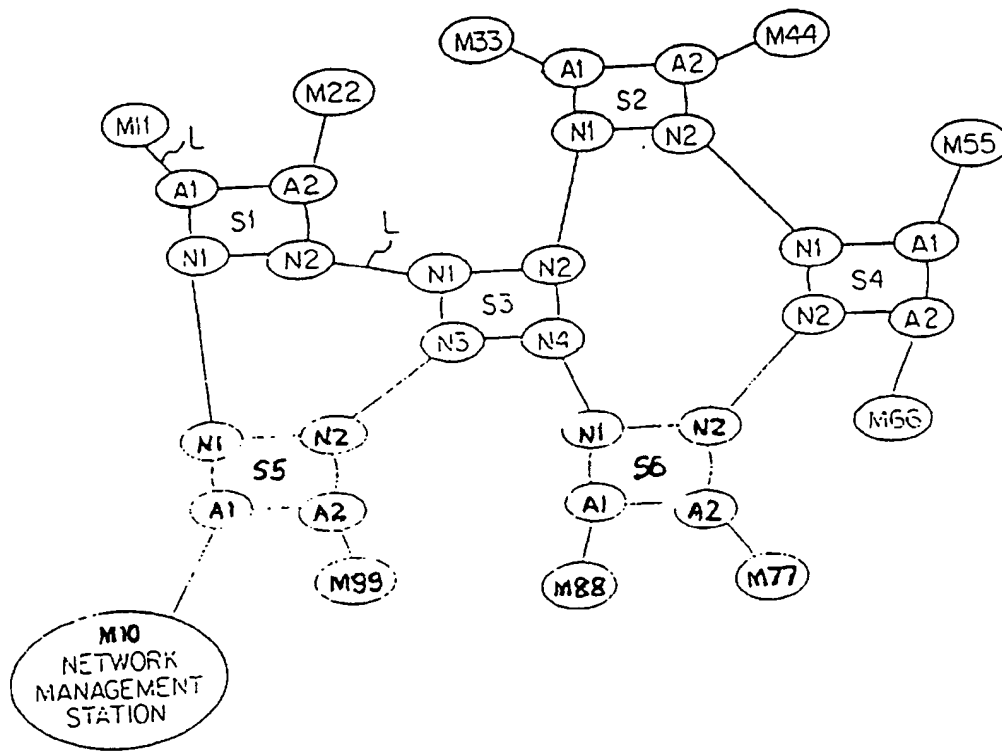 M33
M44
A1
A2
S2
N1
N2
M22
M11
L
A1
A2
S1
N1
N2
L
M55
N1
A1
S4
N2
A2
M66
N1
N2
S3
N3
N4
N1
N2
S5
A1
A2
M99
N1
N2
S6
A1
A2
M88
M77
M10
NETWORK
MANAGEMENT
STATION